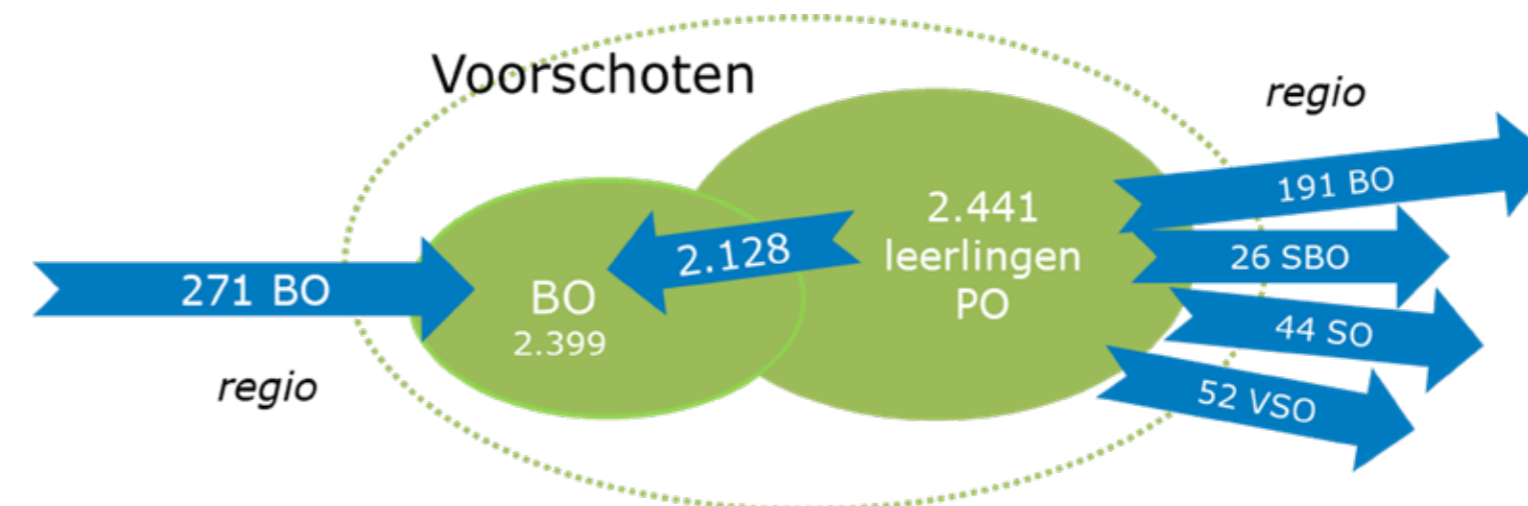 Voorschoten
regio
271 BO
regio
BO
2.399
2.128
2.441
leerlingen
PO
191 BO
26 SBO
44 SO
52 VSO